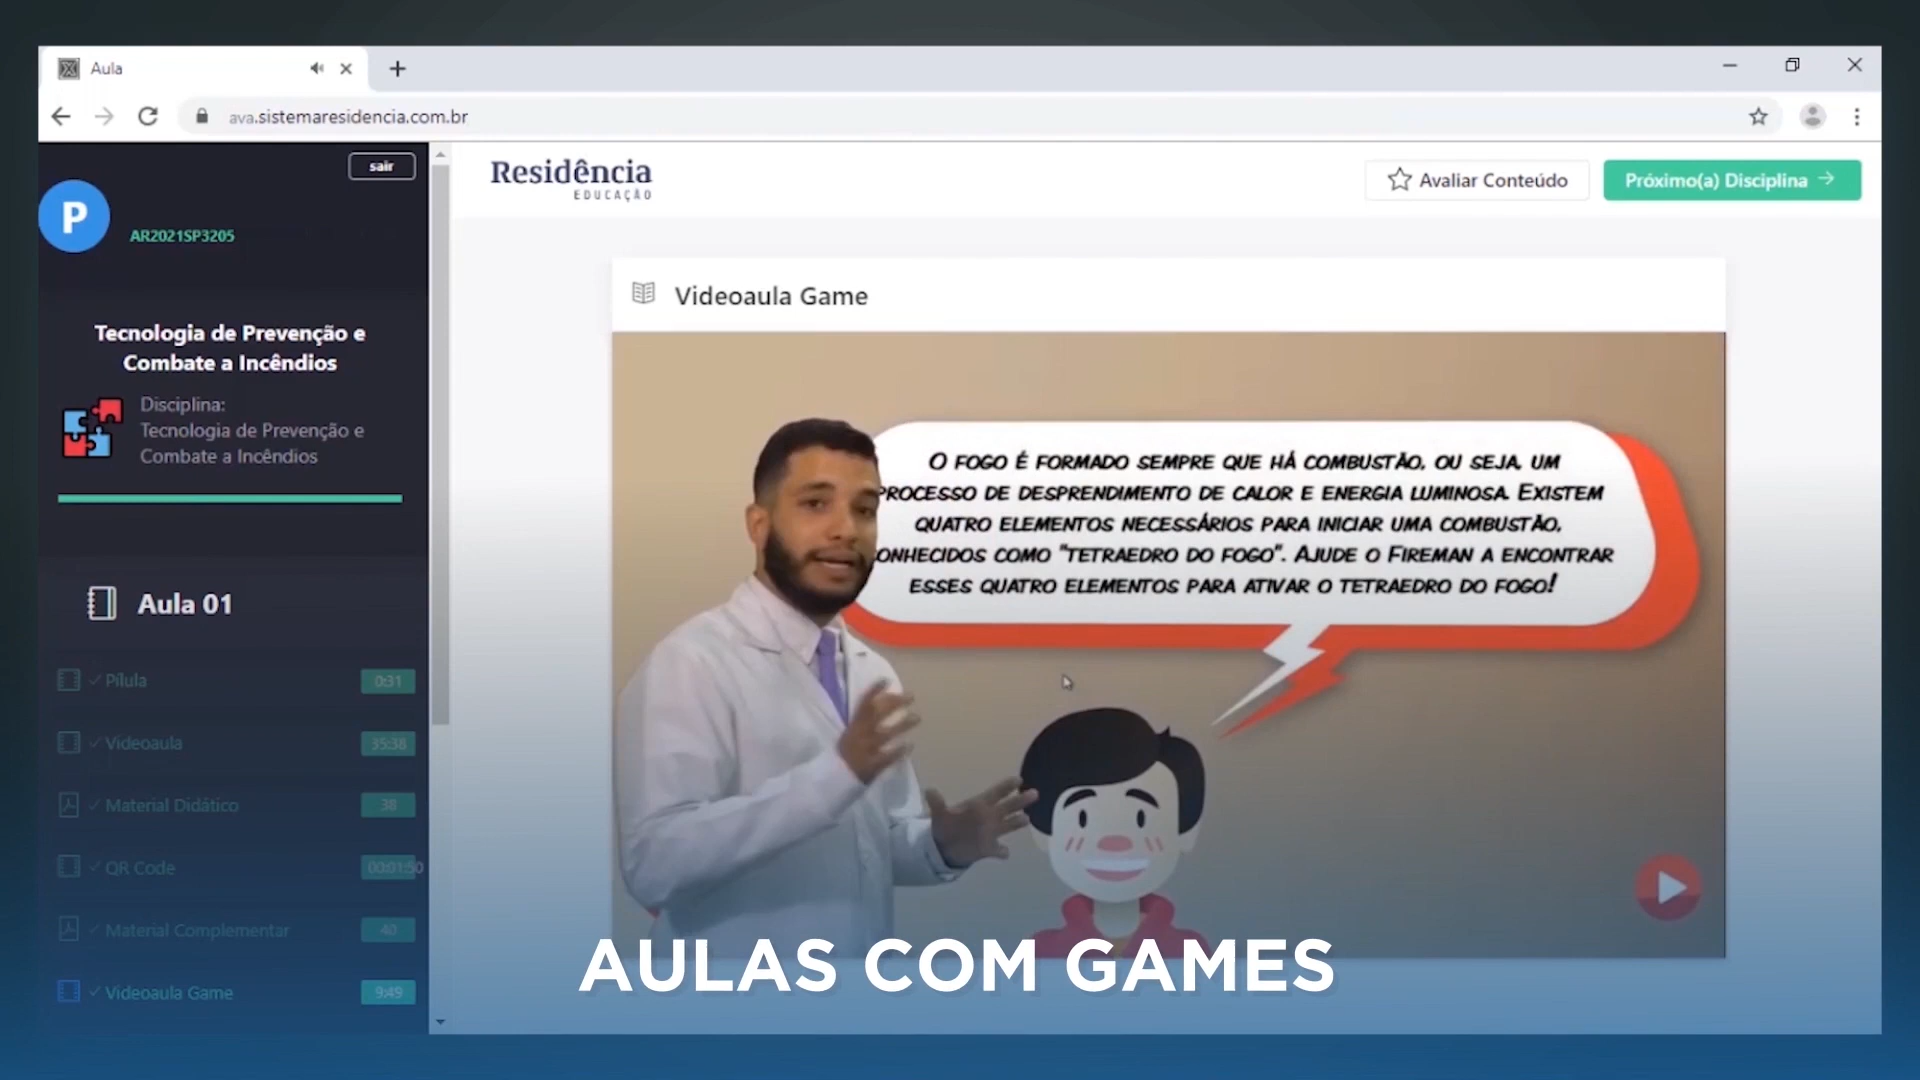 Aula
ava.sistemaresidencia.com.br
sair
P
AR2021SP3205
Tecnologia de Prevenção e
Combate a Incêndios
Disciplina:
Tecnologia de Prevenção e
Combate a Incêndios
Aula 01
Pílula 0:31
Videoaula 35:38
Material Didático 38
QR Code 00:01:50
Material Complementar 40
Videoaula Game 9:49
Residência
EDUCAÇÃO
Avaliar Conteúdo
Próximo(a) Disciplina
Videoaula Game
O FOGO É FORMADO SEMPRE QUE HÁ COMBUSTÃO, OU SEJA, UM
PROCESSO DE DESPRENDIMENTO DE CALOR E ENERGIA LUMINOSA. EXISTEM
QUATRO ELEMENTOS NECESSÁRIOS PARA INICIAR UMA COMBUSTÃO,
ONHECIDOS COMO "TETRAEDRO DO FOGO". AJUDE O FIREMAN A ENCONTRAR
ESSES QUATRO ELEMENTOS PARA ATIVAR O TETRAEDRO DO FOGO!
AULAS COM GAMES